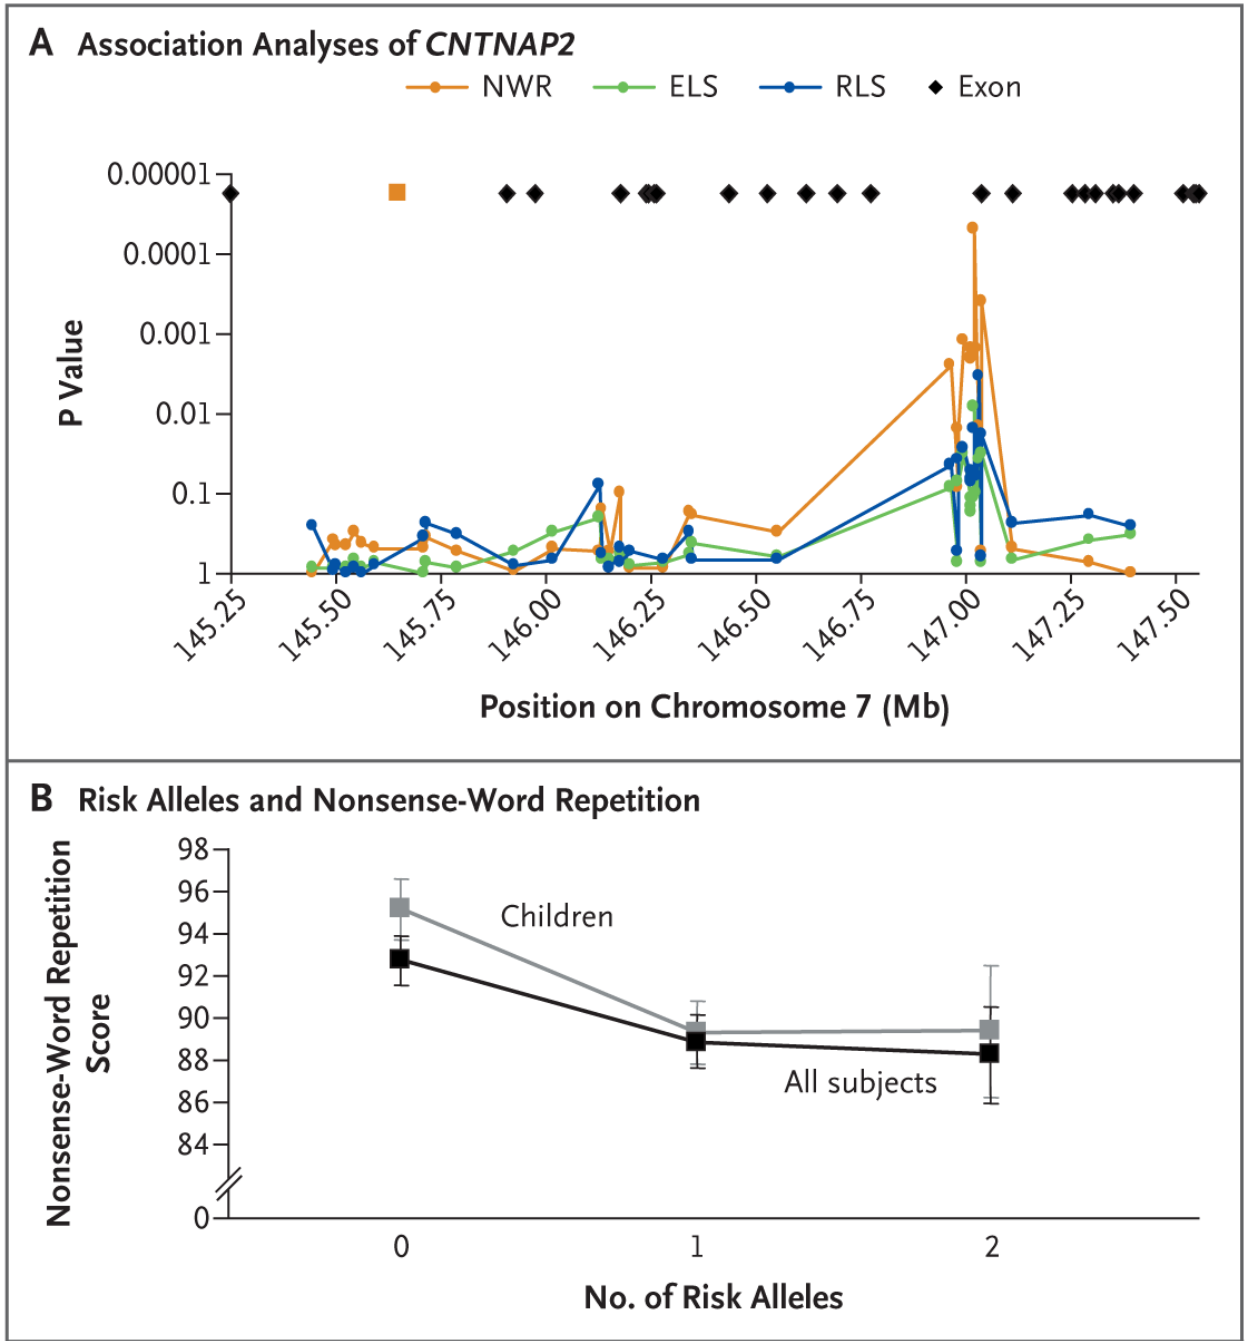 A Association Analyses of CNTNAP2
NWR ELS RLS Exon
0.00001
0.0001
0.001
0.01
0.1
1
P Value
145.25 145.50 145.75 146.00 146.25 146.50 146.75 147.00 147.25 147.50
Position on Chromosome 7 (Mb)
B Risk Alleles and Nonsense-Word Repetition
Nonsense-Word Repetition
Score
98
96
94
92
90
88
86
84
0
Children
All subjects
0 1 2
No. of Risk Alleles